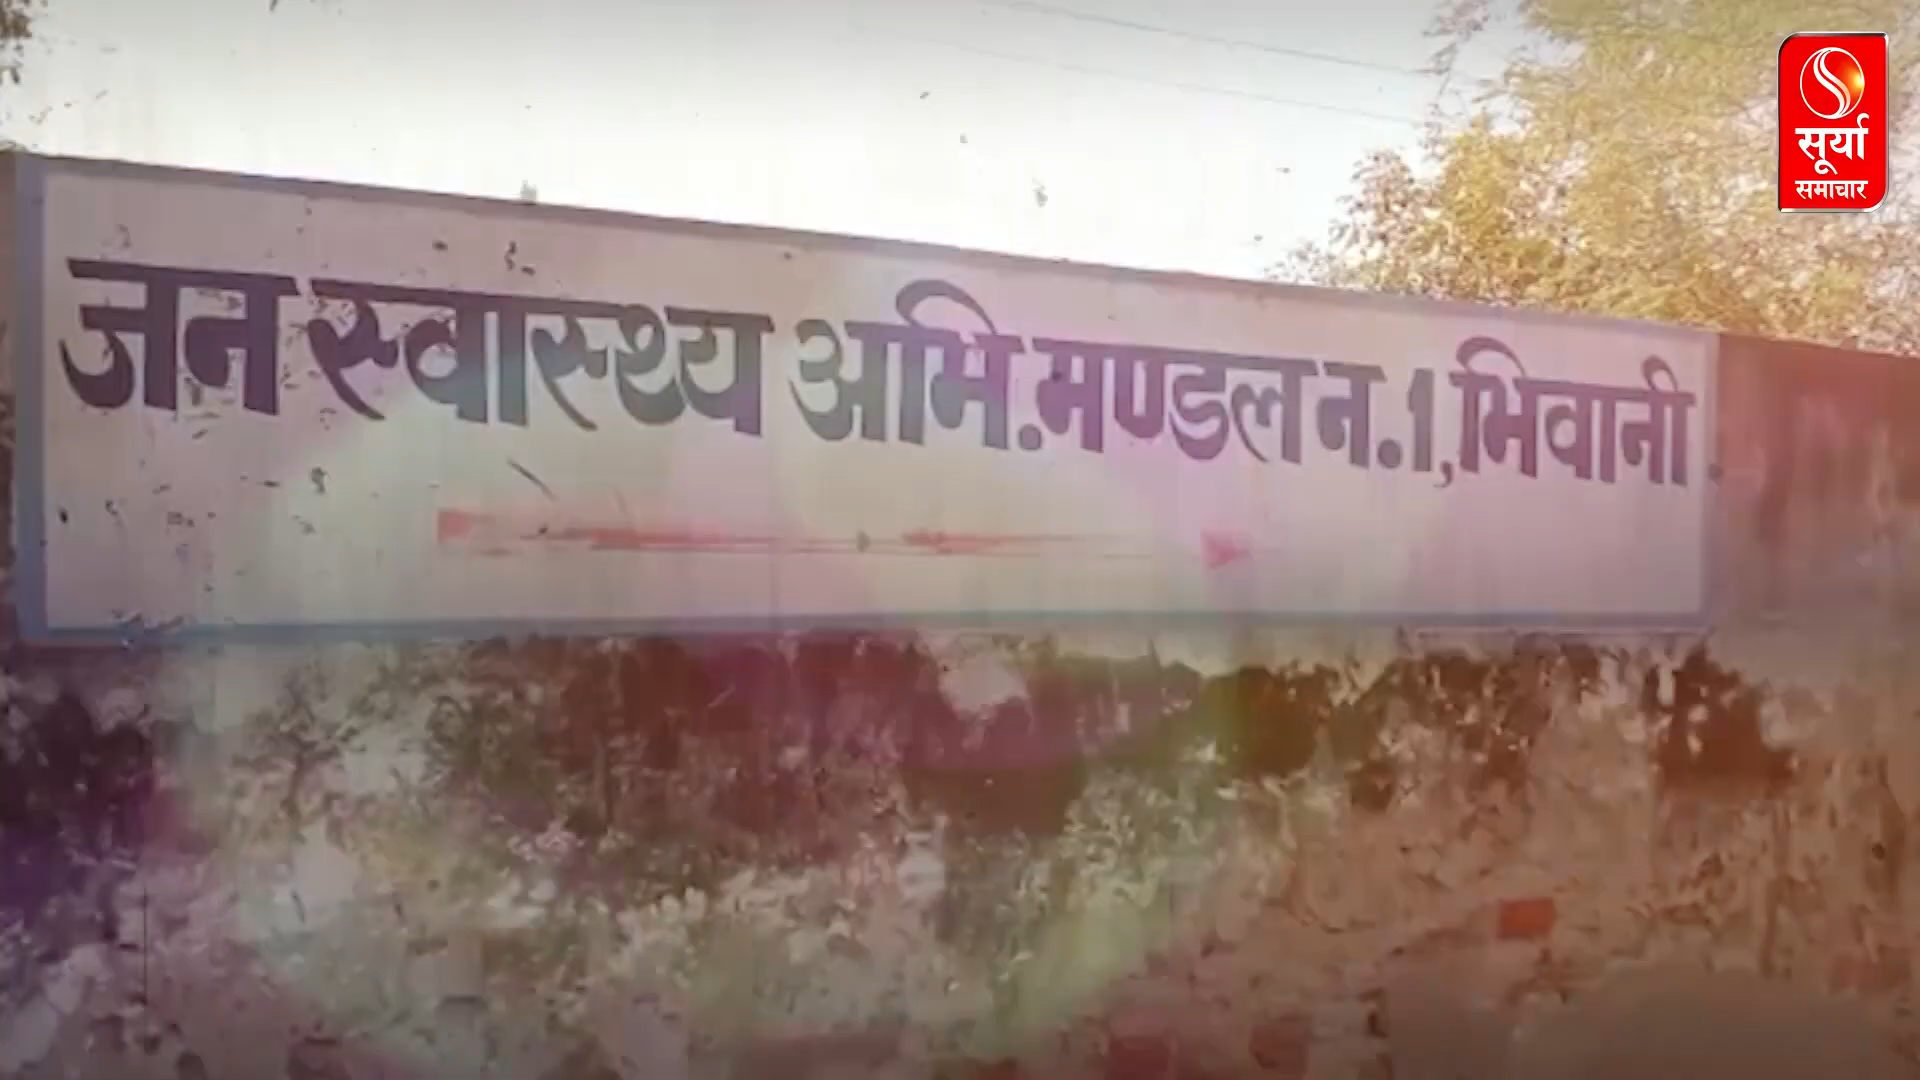 सूर्या
समाचार
जन स्वास्थ्य अभि. मण्डल न. 1, भिवानी